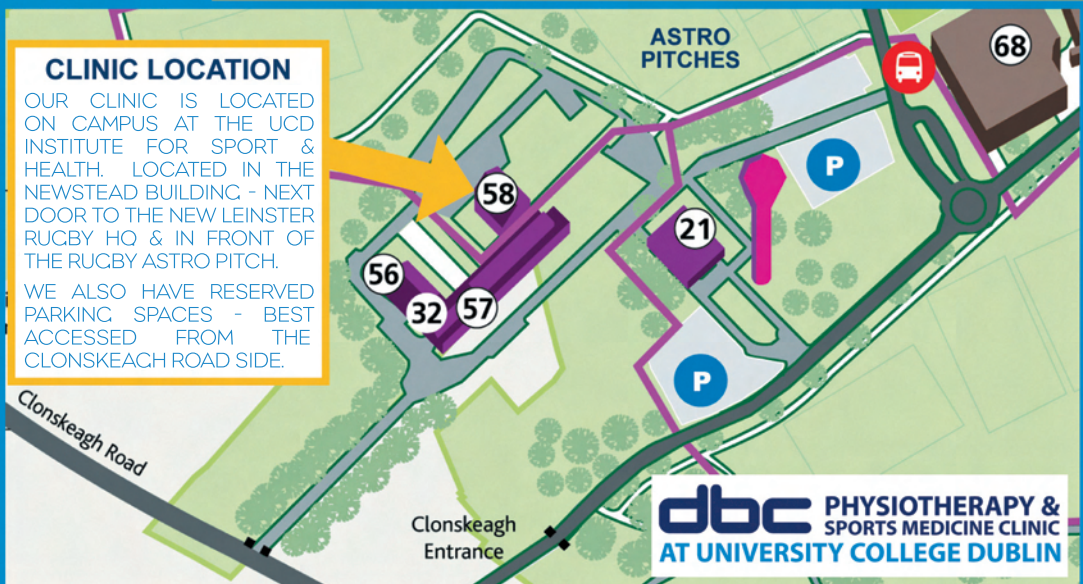 CLINIC LOCATION
OUR CLINIC IS LOCATED
ON CAMPUS AT THE UCD
INSTITUTE FOR SPORT &
HEALTH. LOCATED IN THE
NEWSTEAD BUILDING - NEXT
DOOR TO THE NEW LEINSTER
RUGBY HQ & IN FRONT OF
THE RUGBY ASTRO PITCH.
WE ALSO HAVE RESERVED
PARKING SPACES - BEST
ACCESSED FROM THE
CLONSKEAGH ROAD SIDE.
ASTRO
PITCHES
68
P
58
21
56
32
57
P
Clonskeagh Road
Clonskeagh
Entrance
dbc PHYSIOTHERAPY &
SPORTS MEDICINE CLINIC
AT UNIVERSITY COLLEGE DUBLIN